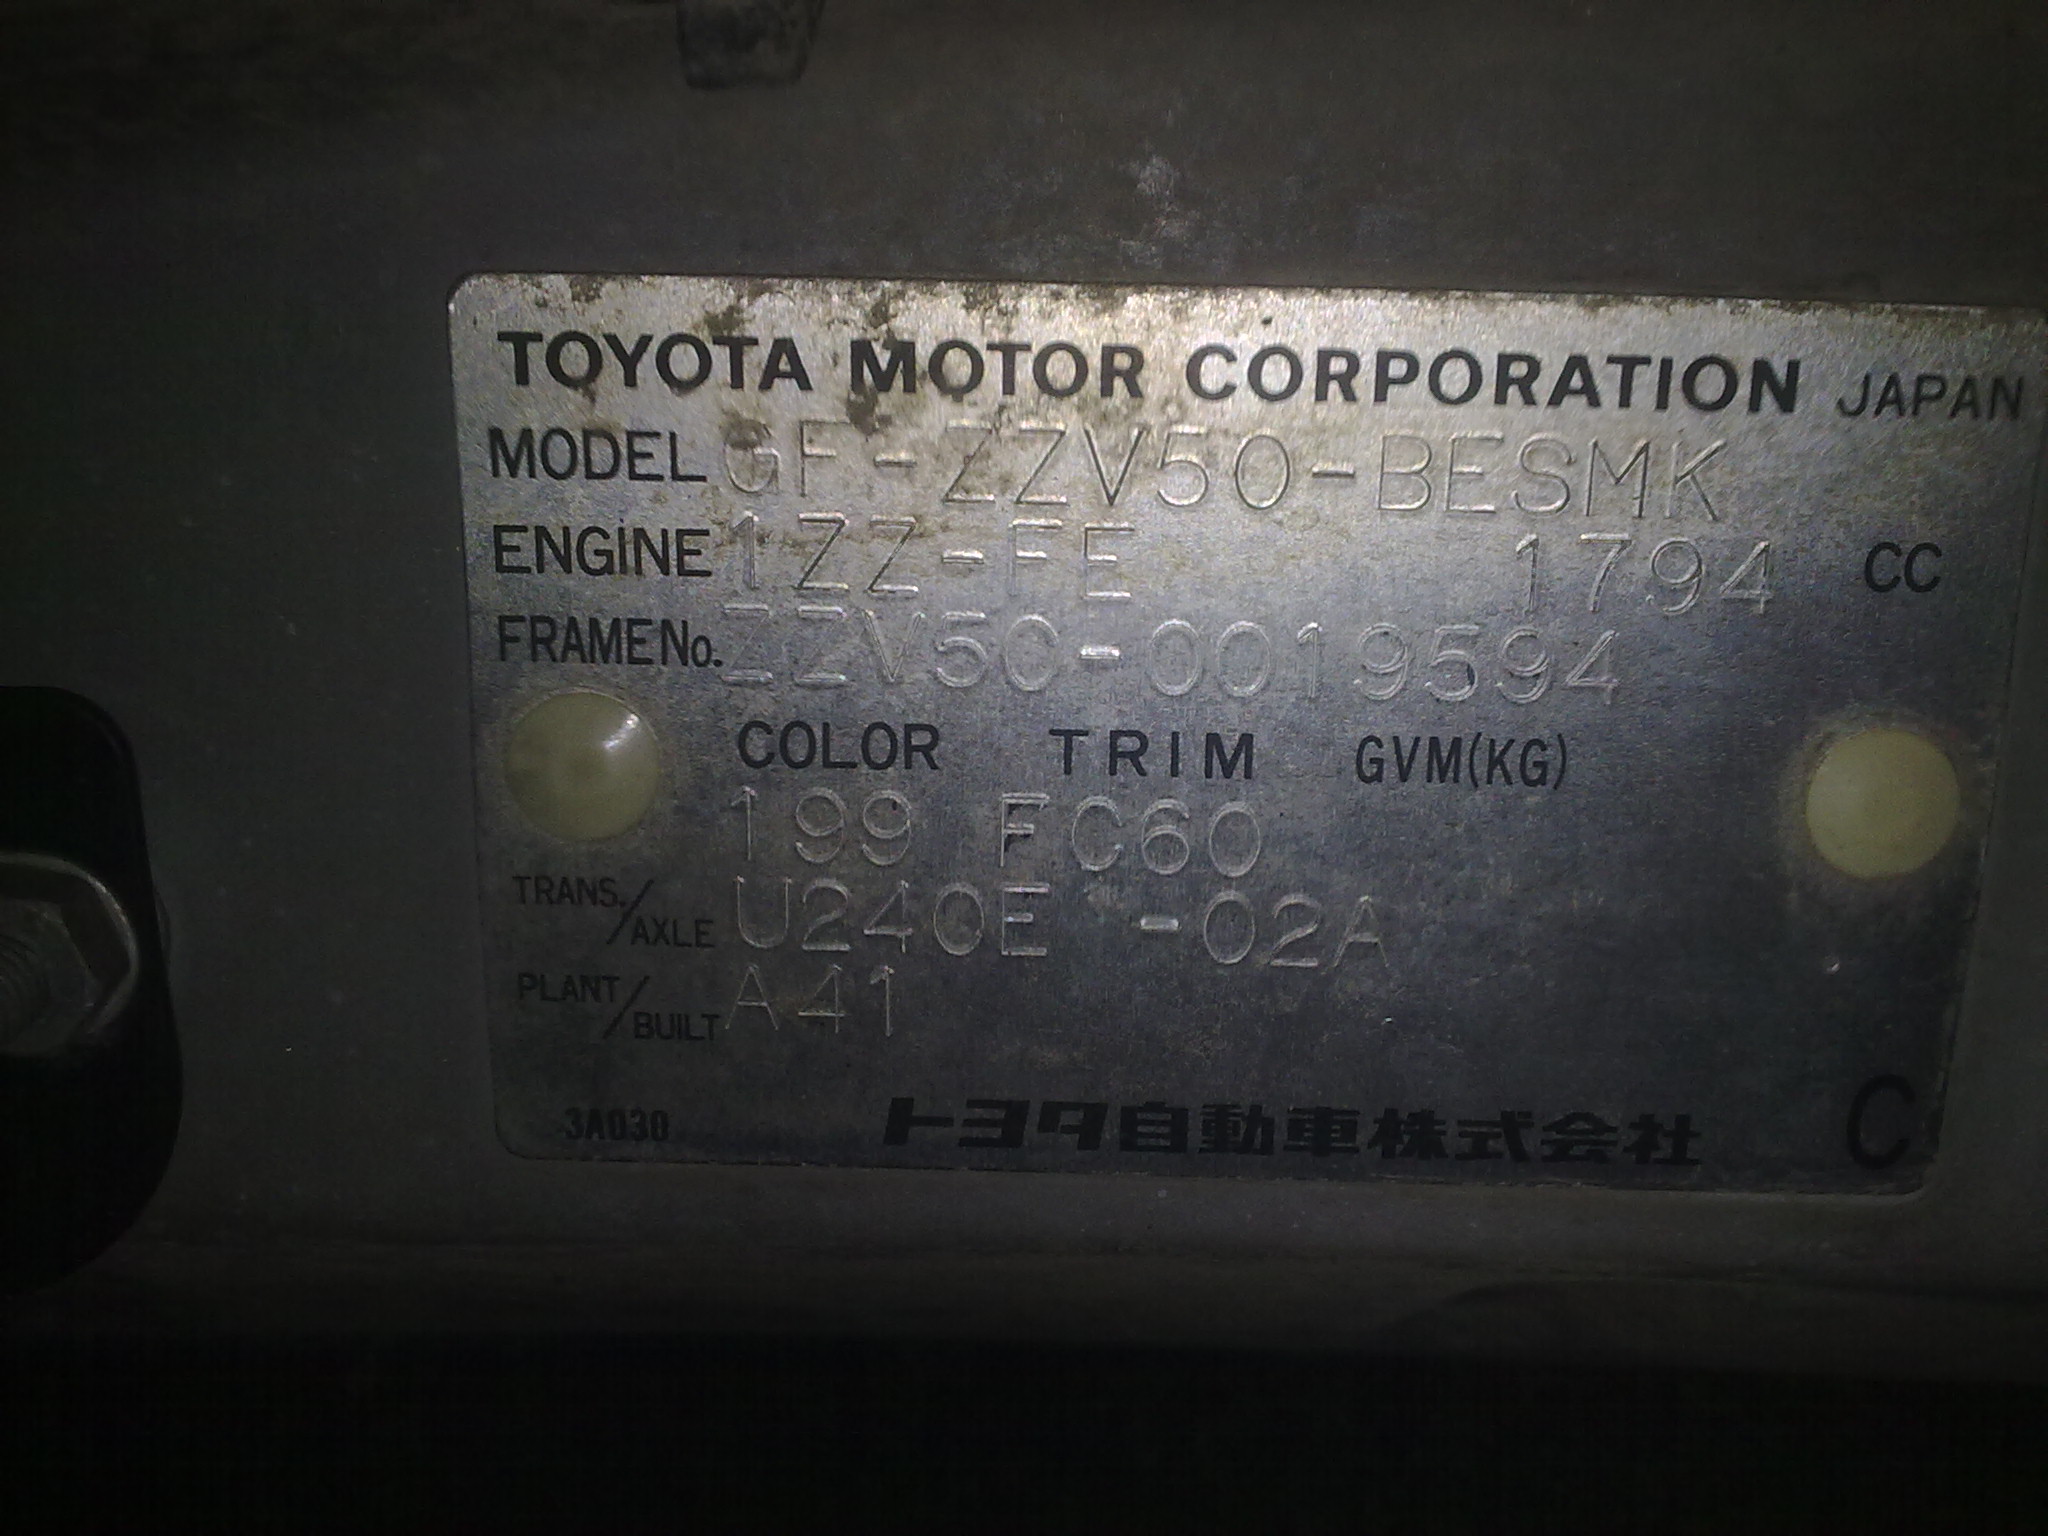 TOYOTA MOTOR CORPORATION JAPAN
MODEL GF-ZZV50-BESMK
ENGINE 1ZZ-FE 1794 CC
FRAME No. ZZV50-0019594
COLOR TRIM GVM(KG)
199 FC60
TRANS./AXLE U240E -02A
PLANT/BUILT A41
3A030 トヨタ自動車株式会社 C